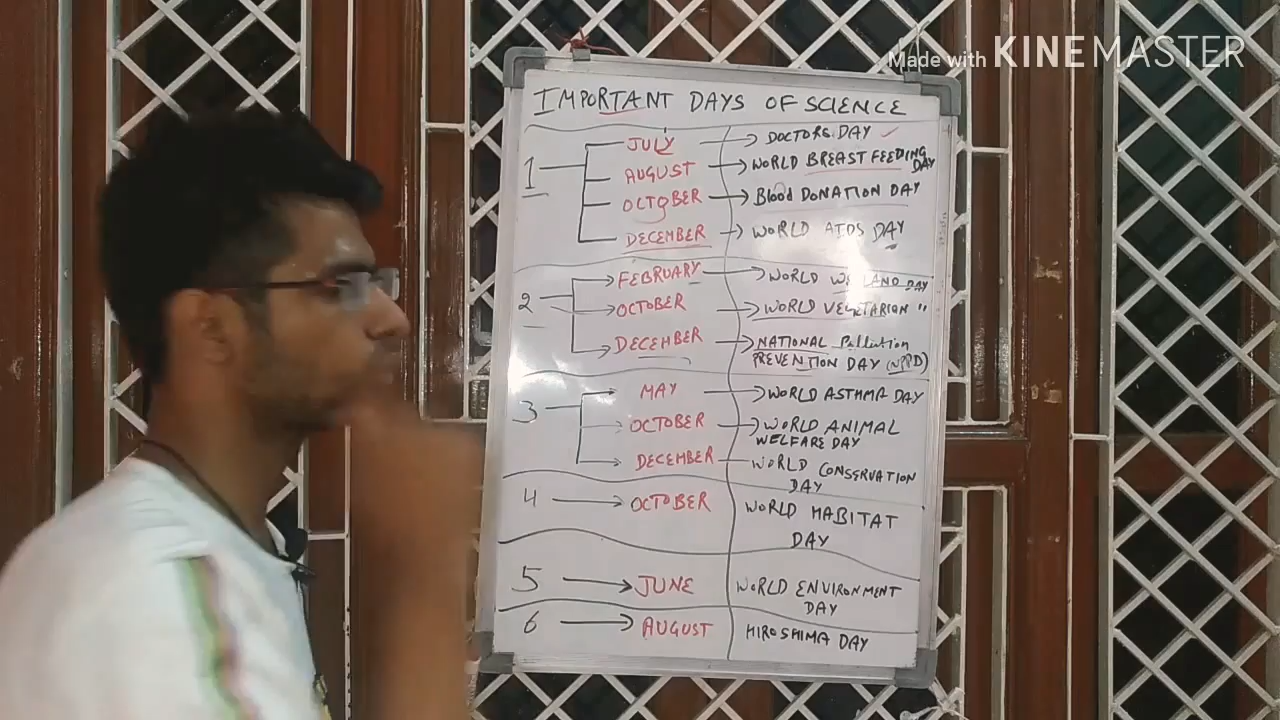 Made with KINEMASTER
IMPORTANT DAYS OF SCIENCE
1 JULY → DOCTORS DAY ✓
AUGUST → WORLD BREAST FEEDING DAY
OCTOBER → Blood DONATION DAY
DECEMBER → WORLD AIDS DAY
2 FEBRUARY → WORLD LAND DAY
OCTOBER → WORLD VEGETARION "
DECEMBER → NATIONAL Pollution
PREVENTION DAY (NPPD)
3 MAY → WORLD ASTHMA DAY
OCTOBER → WORLD ANIMAL
WELFARE DAY
DECEMBER – WORLD CONSERVATION
DAY
4 → OCTOBER WORLD HABITAT
DAY
5 → JUNE WORLD ENVIRONMENT
DAY
6 → AUGUST HIROSHIMA DAY